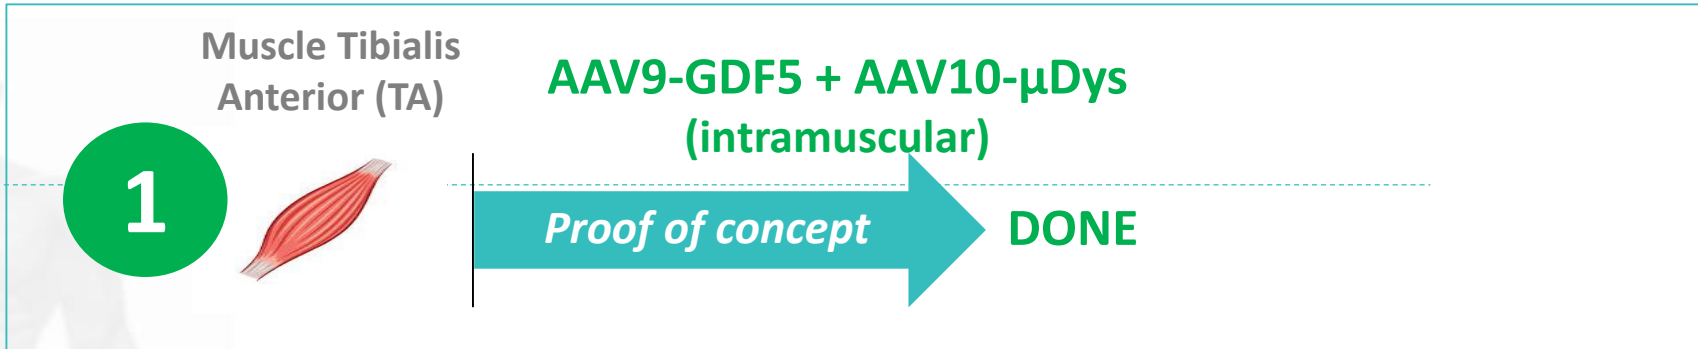 Muscle Tibialis
Anterior (TA)
AAV9-GDF5 + AAV10-µDys
(intramuscular)
1
Proof of concept
DONE